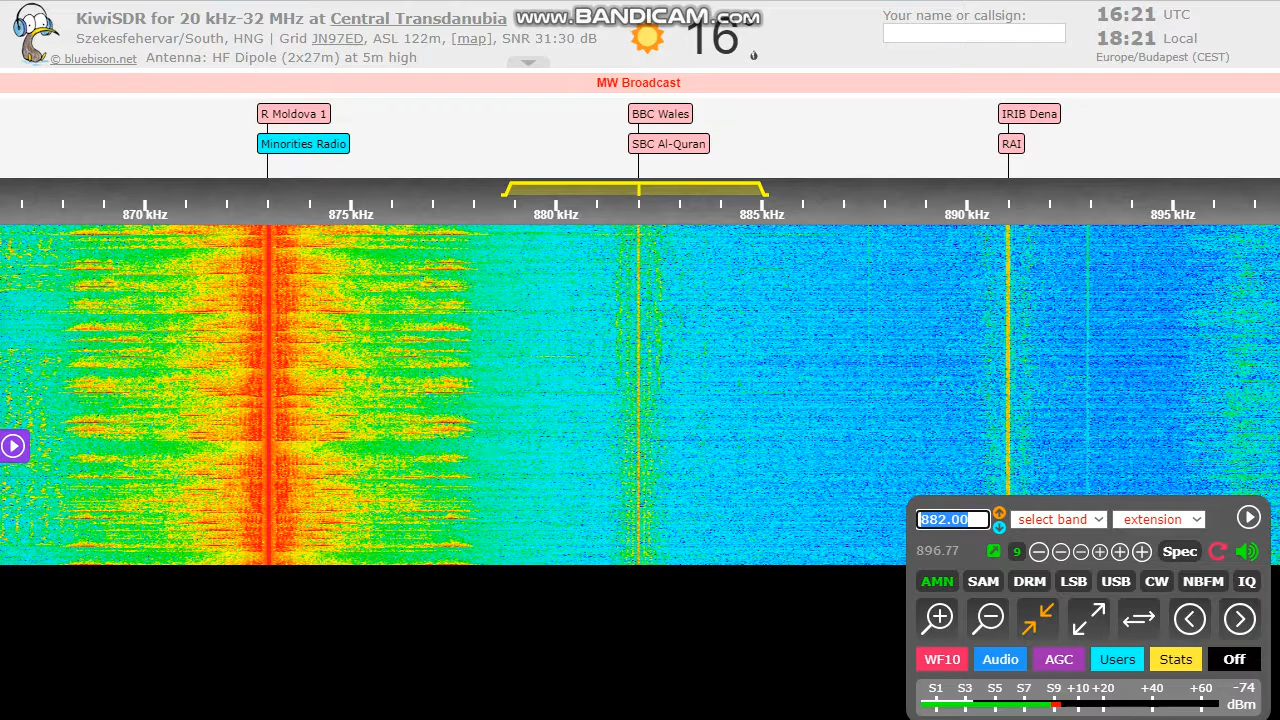 KiwiSDR for 20 kHz-32 MHz at Central Transdanubia
www.BANDICAM.com
Szekesfehervar/South, HNG | Grid JN97ED, ASL 122m, [map], SNR 31:30 dB
© bluebison.net Antenna: HF Dipole (2x27m) at 5m high
16
Your name or callsign:
16:21 UTC
18:21 Local
Europe/Budapest (CEST)
MW Broadcast
R Moldova 1 BBC Wales IRIB Dena
Minorities Radio SBC Al-Quran RAI
870 kHz 875 kHz 880 kHz 885 kHz 890 kHz 895 kHz
882.00 select band extension
896.77 9 Spec
AMN SAM DRM LSB USB CW NBFM IQ
WF10 Audio AGC Users Stats Off
S1 S3 S5 S7 S9 +10 +20 +40 +60 -74
dBm